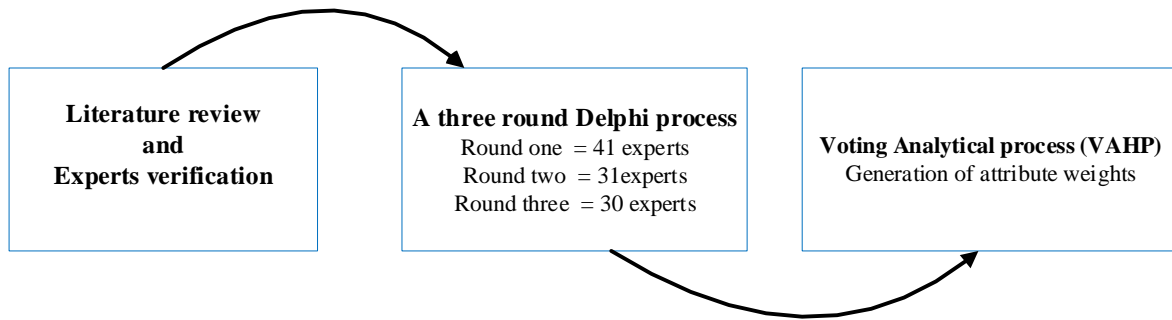 Literature review
and
Experts verification
A three round Delphi process
Round one = 41 experts
Round two = 31experts
Round three = 30 experts
Voting Analytical process (VAHP)
Generation of attribute weights